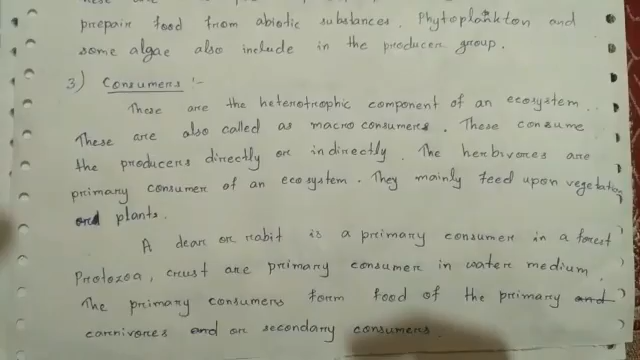 prepair food from abiotic substances. Phytoplankton and
some algae also include in the producer group.
3) Consumers :-
These are the heterotrophic component of an ecosystem.
These are also called as macro consumers. These consume
the producers directly or indirectly. The herbivores are
primary consumer of an ecosystem. They mainly feed upon vegetation
and plants.
A dear or rabit is a primary consumer in a forest
Protozoa, crust are primary consumer in water medium.
The primary consumers form food of the primary and
carnivores and or secondary consumers.